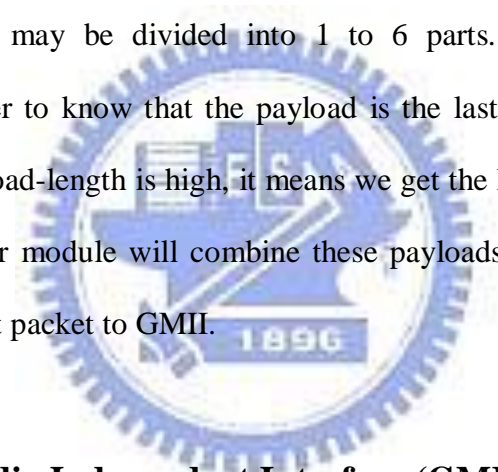 may be divided into 1 to 6 parts.
er to know that the payload is the last
oad-length is high, it means we get the
r module will combine these payloads
t packet to GMII.
1896
dia Independent Interface (GMI